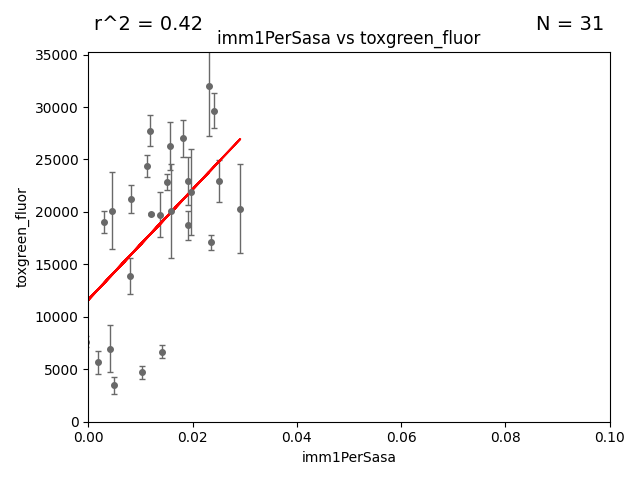 r^2 = 0.42
N = 31
imm1PerSasa vs toxgreen_fluor
35000
30000
25000
20000
15000
10000
5000
0
toxgreen_fluor
0.00
0.02
0.04
0.06
0.08
0.10
imm1PerSasa